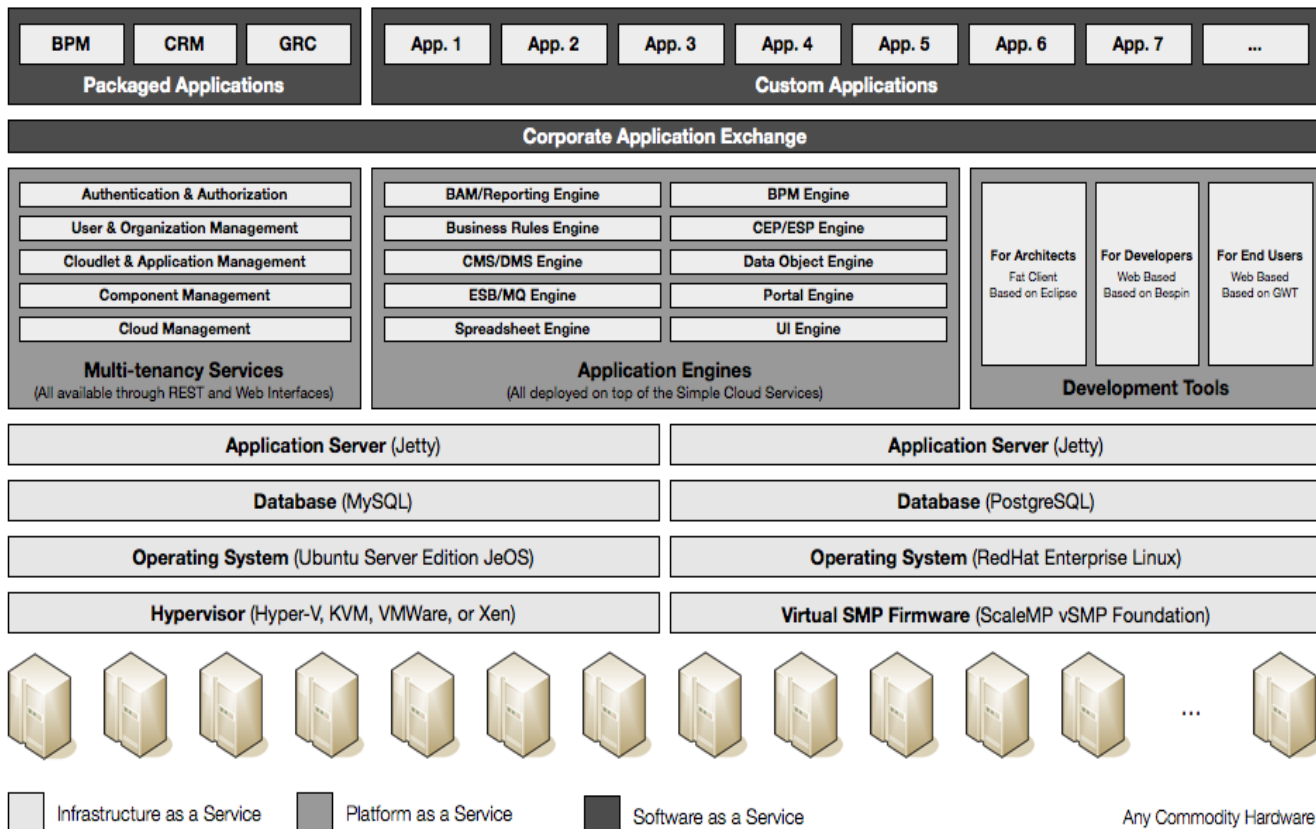 BPM CRM GRC
Packaged Applications
App. 1 App. 2 App. 3 App. 4 App. 5 App. 6 App. 7 ...
Custom Applications
Corporate Application Exchange
Authentication & Authorization
User & Organization Management
Cloudlet & Application Management
Component Management
Cloud Management
Multi-tenancy Services
(All available through REST and Web Interfaces)
BAM/Reporting Engine BPM Engine
Business Rules Engine CEP/ESP Engine
CMS/DMS Engine Data Object Engine
ESB/MQ Engine Portal Engine
Spreadsheet Engine UI Engine
Application Engines
(All deployed on top of the Simple Cloud Services)
For Architects
Fat Client
Based on Eclipse
For Developers
Web Based
Based on Bespin
For End Users
Web Based
Based on GWT
Development Tools
Application Server (Jetty) Application Server (Jetty)
Database (MySQL) Database (PostgreSQL)
Operating System (Ubuntu Server Edition JeOS) Operating System (RedHat Enterprise Linux)
Hypervisor (Hyper-V, KVM, VMWare, or Xen) Virtual SMP Firmware (ScaleMP vSMP Foundation)
...
Infrastructure as a Service Platform as a Service Software as a Service Any Commodity Hardware